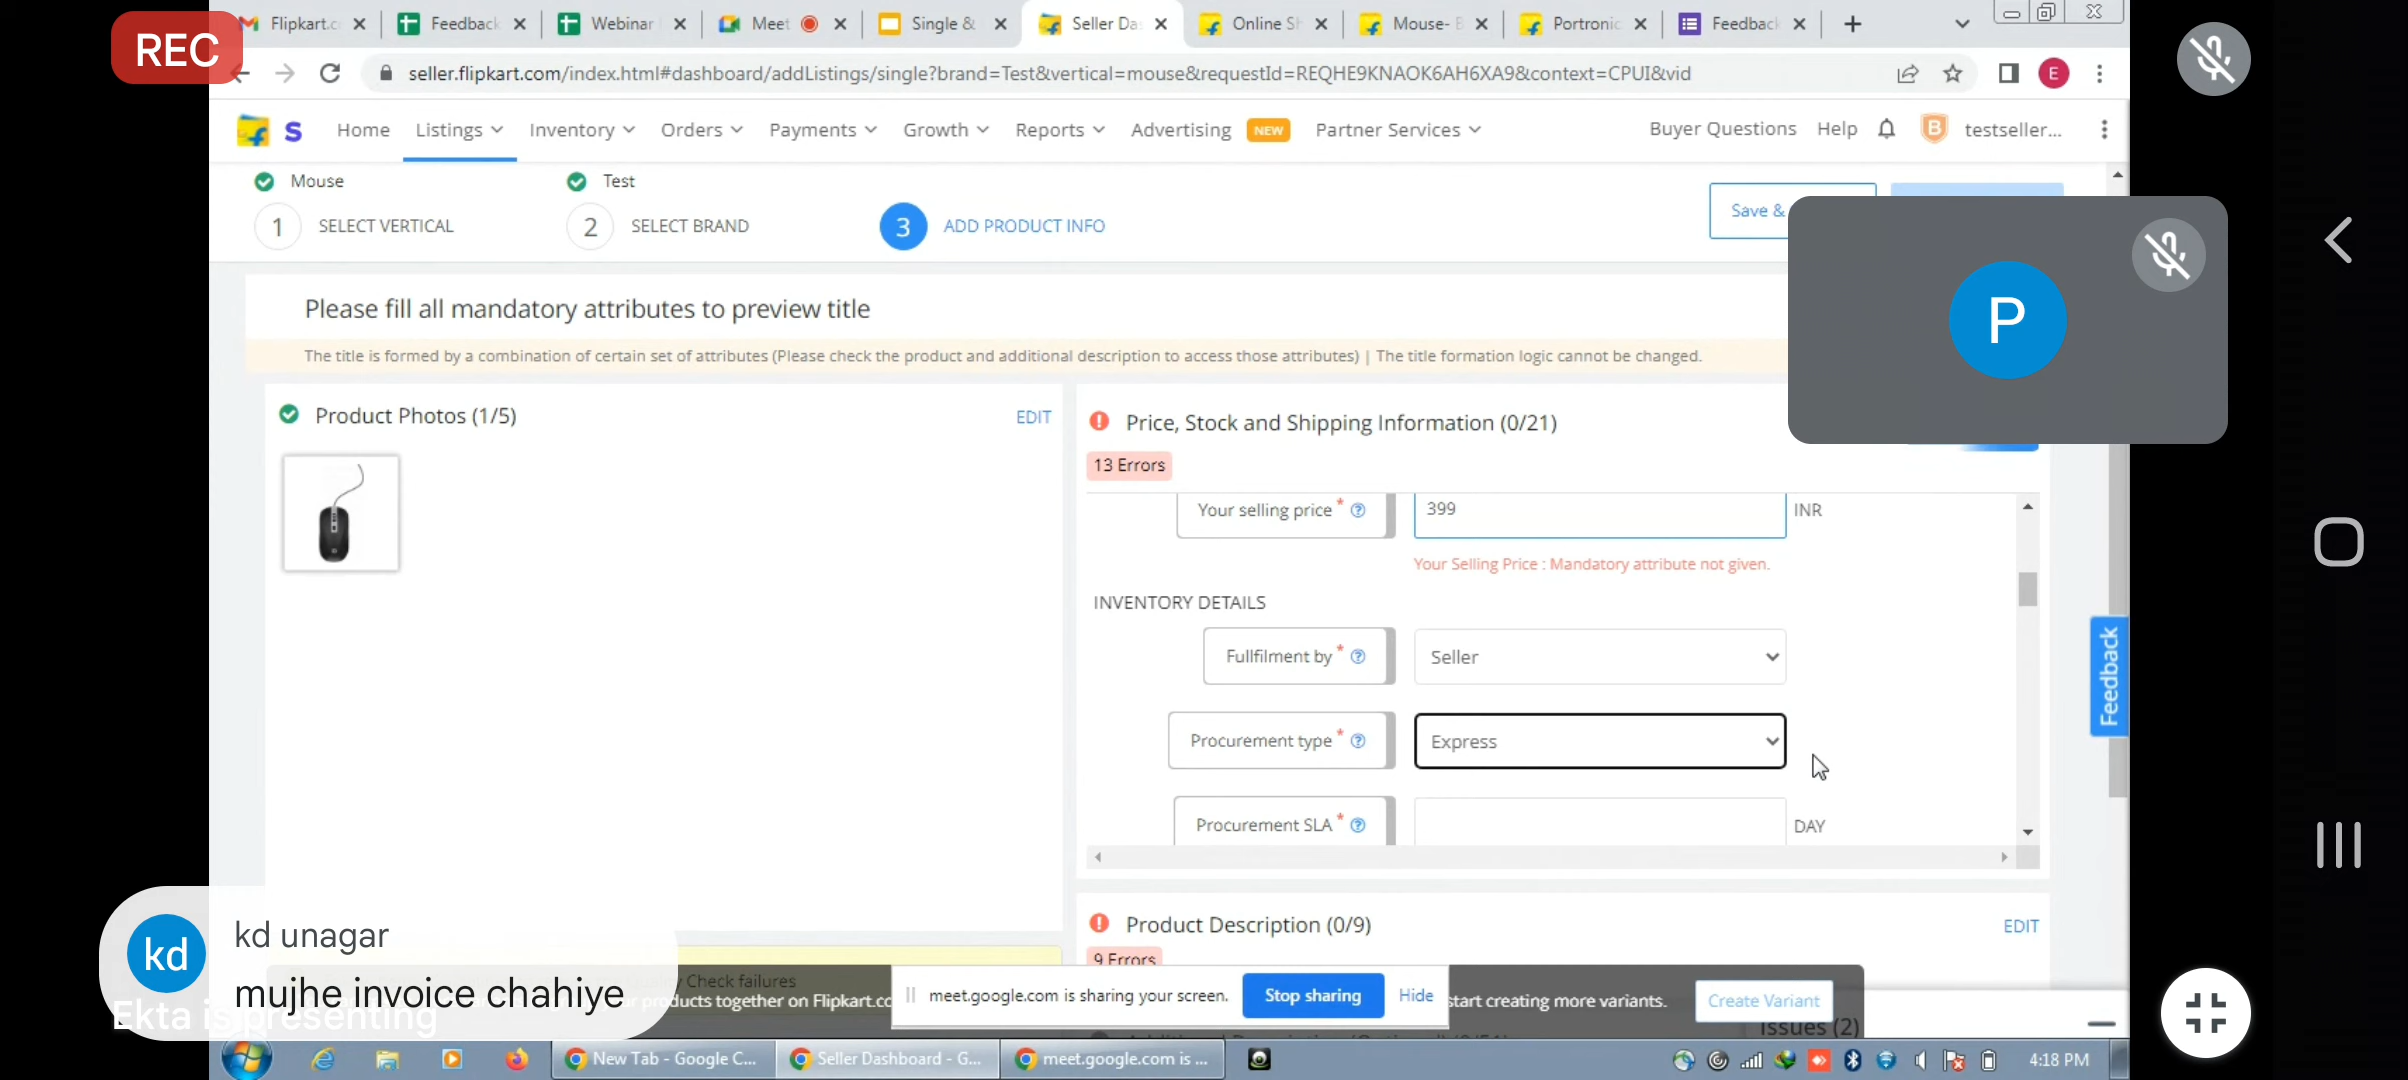 REC
Flipkart.c
Feedback
Webinar
Meet
Single &
Seller Da
Online Sh
Mouse- B
Portronic
Feedback
seller.flipkart.com/index.html#dashboard/addListings/single?brand=Test&vertical=mouse&requestId=REQHE9KNAOK6AH6XA9&context=CPUI&vid
E
S
Home
Listings
Inventory
Orders
Payments
Growth
Reports
Advertising
NEW
Partner Services
Buyer Questions
Help
B
testseller...
Mouse
Test
1
SELECT VERTICAL
2
SELECT BRAND
3
ADD PRODUCT INFO
Save &
P
Please fill all mandatory attributes to preview title
The title is formed by a combination of certain set of attributes (Please check the product and additional description to access those attributes) | The title formation logic cannot be changed.
Product Photos (1/5)
EDIT
Price, Stock and Shipping Information (0/21)
13 Errors
Your selling price *
399
INR
Your Selling Price : Mandatory attribute not given.
INVENTORY DETAILS
Fullfilment by *
Seller
Procurement type *
Express
Procurement SLA *
DAY
Feedback
Product Description (0/9)
EDIT
9 Errors
kd
kd unagar
mujhe invoice chahiye
Ekta is presenting
Check failures
products together on Flipkart.co
meet.google.com is sharing your screen.
Stop sharing
Hide
start creating more variants.
Create Variant
Issues (2)
New Tab - Google C...
Seller Dashboard - G...
meet.google.com is ...
4:18 PM